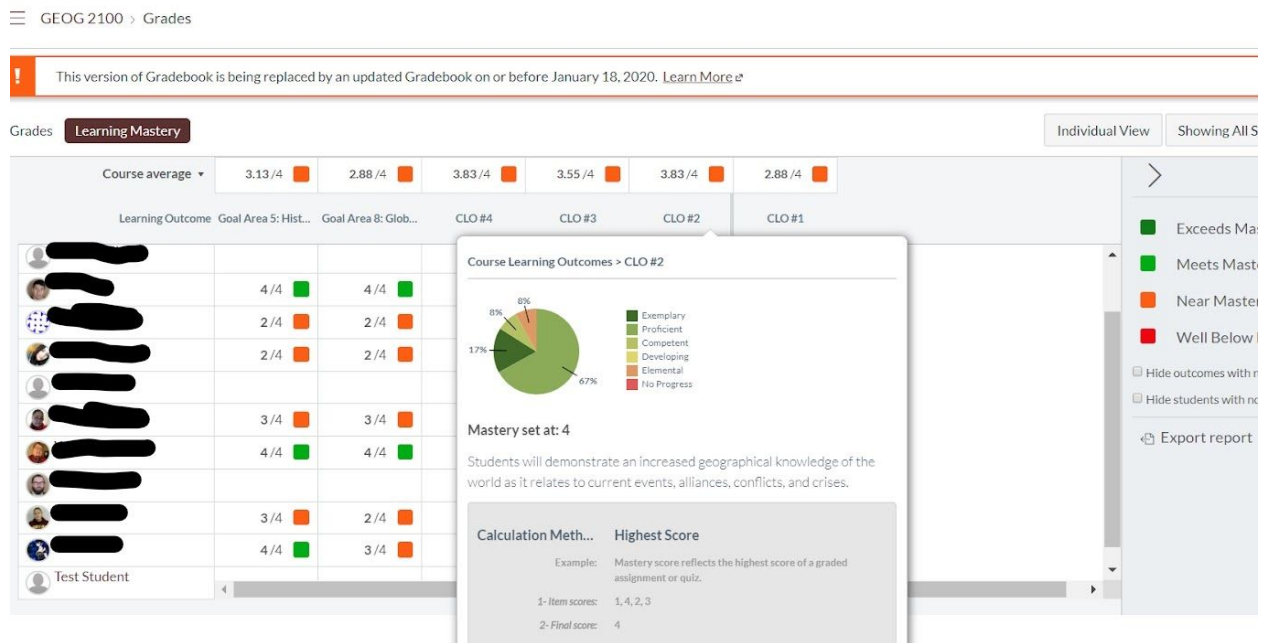 GEOG 2100 > Grades
! This version of Gradebook is being replaced by an updated Gradebook on or before January 18, 2020. Learn More
Grades Learning Mastery Individual View Showing All S
Course average 3.13/4 2.88/4 3.83/4 3.55/4 3.83/4 2.88/4
Learning Outcome Goal Area 5: Hist... Goal Area 8: Glob... CLO #4 CLO #3 CLO #2 CLO #1
4/4 4/4
2/4 2/4
2/4 2/4
3/4 3/4
4/4 4/4
3/4 2/4
4/4 3/4
Test Student
Course Learning Outcomes > CLO #2
8%
8%
17%
67%
Exemplary
Proficient
Competent
Developing
Elemental
No Progress
Mastery set at: 4
Students will demonstrate an increased geographical knowledge of the
world as it relates to current events, alliances, conflicts, and crises.
Calculation Meth... Highest Score
Example: Mastery score reflects the highest score of a graded
assignment or quiz.
1- Item scores: 1, 4, 2, 3
2- Final score: 4
Exceeds Ma
Meets Mast
Near Master
Well Below
Hide outcomes with
Hide students with no
Export report